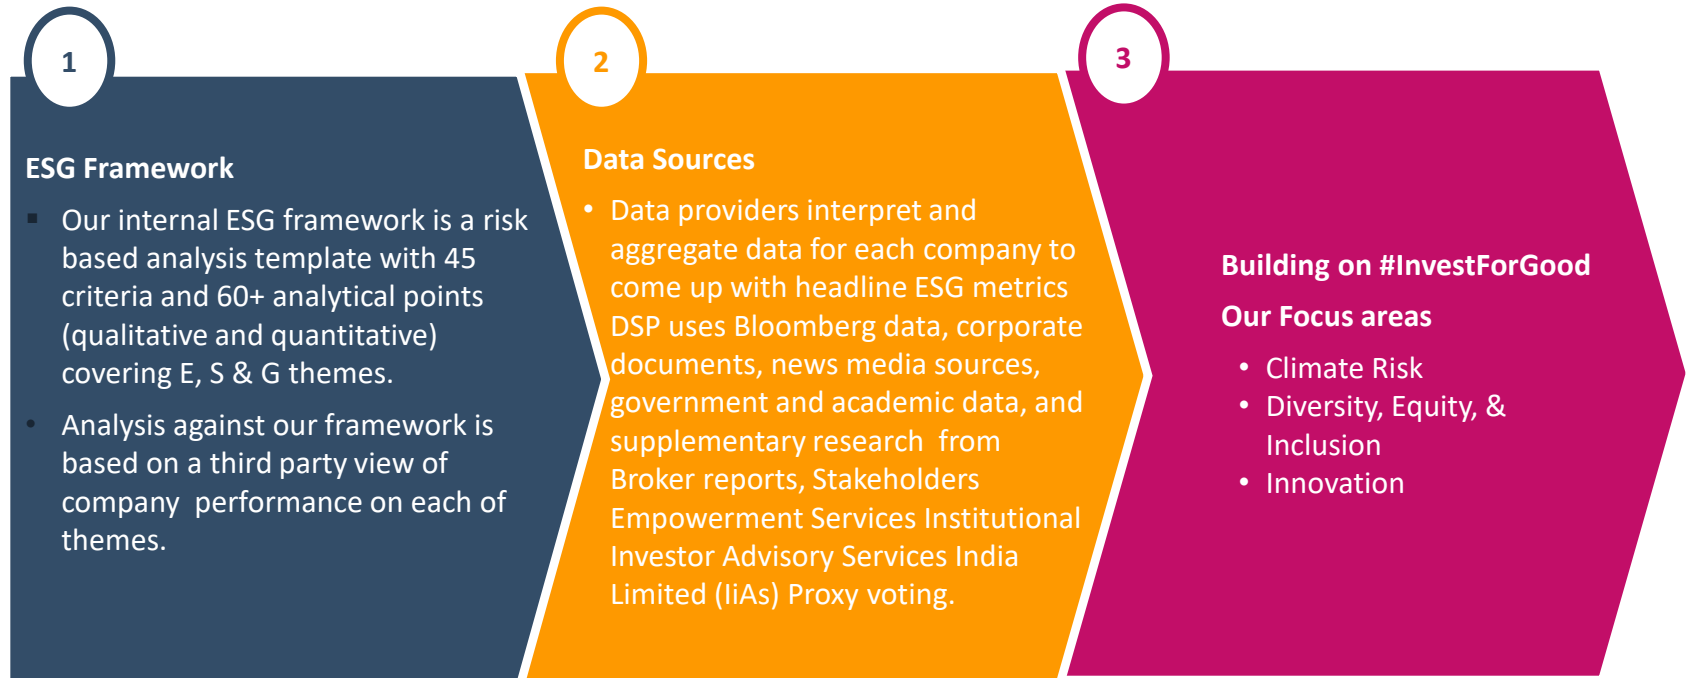 1
ESG Framework
▪ Our internal ESG framework is a risk
based analysis template with 45
criteria and 60+ analytical points
(qualitative and quantitative)
covering E, S & G themes.
• Analysis against our framework is
based on a third party view of
company  performance on each of
themes.
2
Data Sources
• Data providers interpret and
aggregate data for each company to
come up with headline ESG metrics
DSP uses Bloomberg data, corporate
documents, news media sources,
government and academic data, and
supplementary research  from
Broker reports, Stakeholders
Empowerment Services Institutional
Investor Advisory Services India
Limited (IiAs) Proxy voting.
3
Building on #InvestForGood
Our Focus areas
• Climate Risk
• Diversity, Equity, &
Inclusion
• Innovation